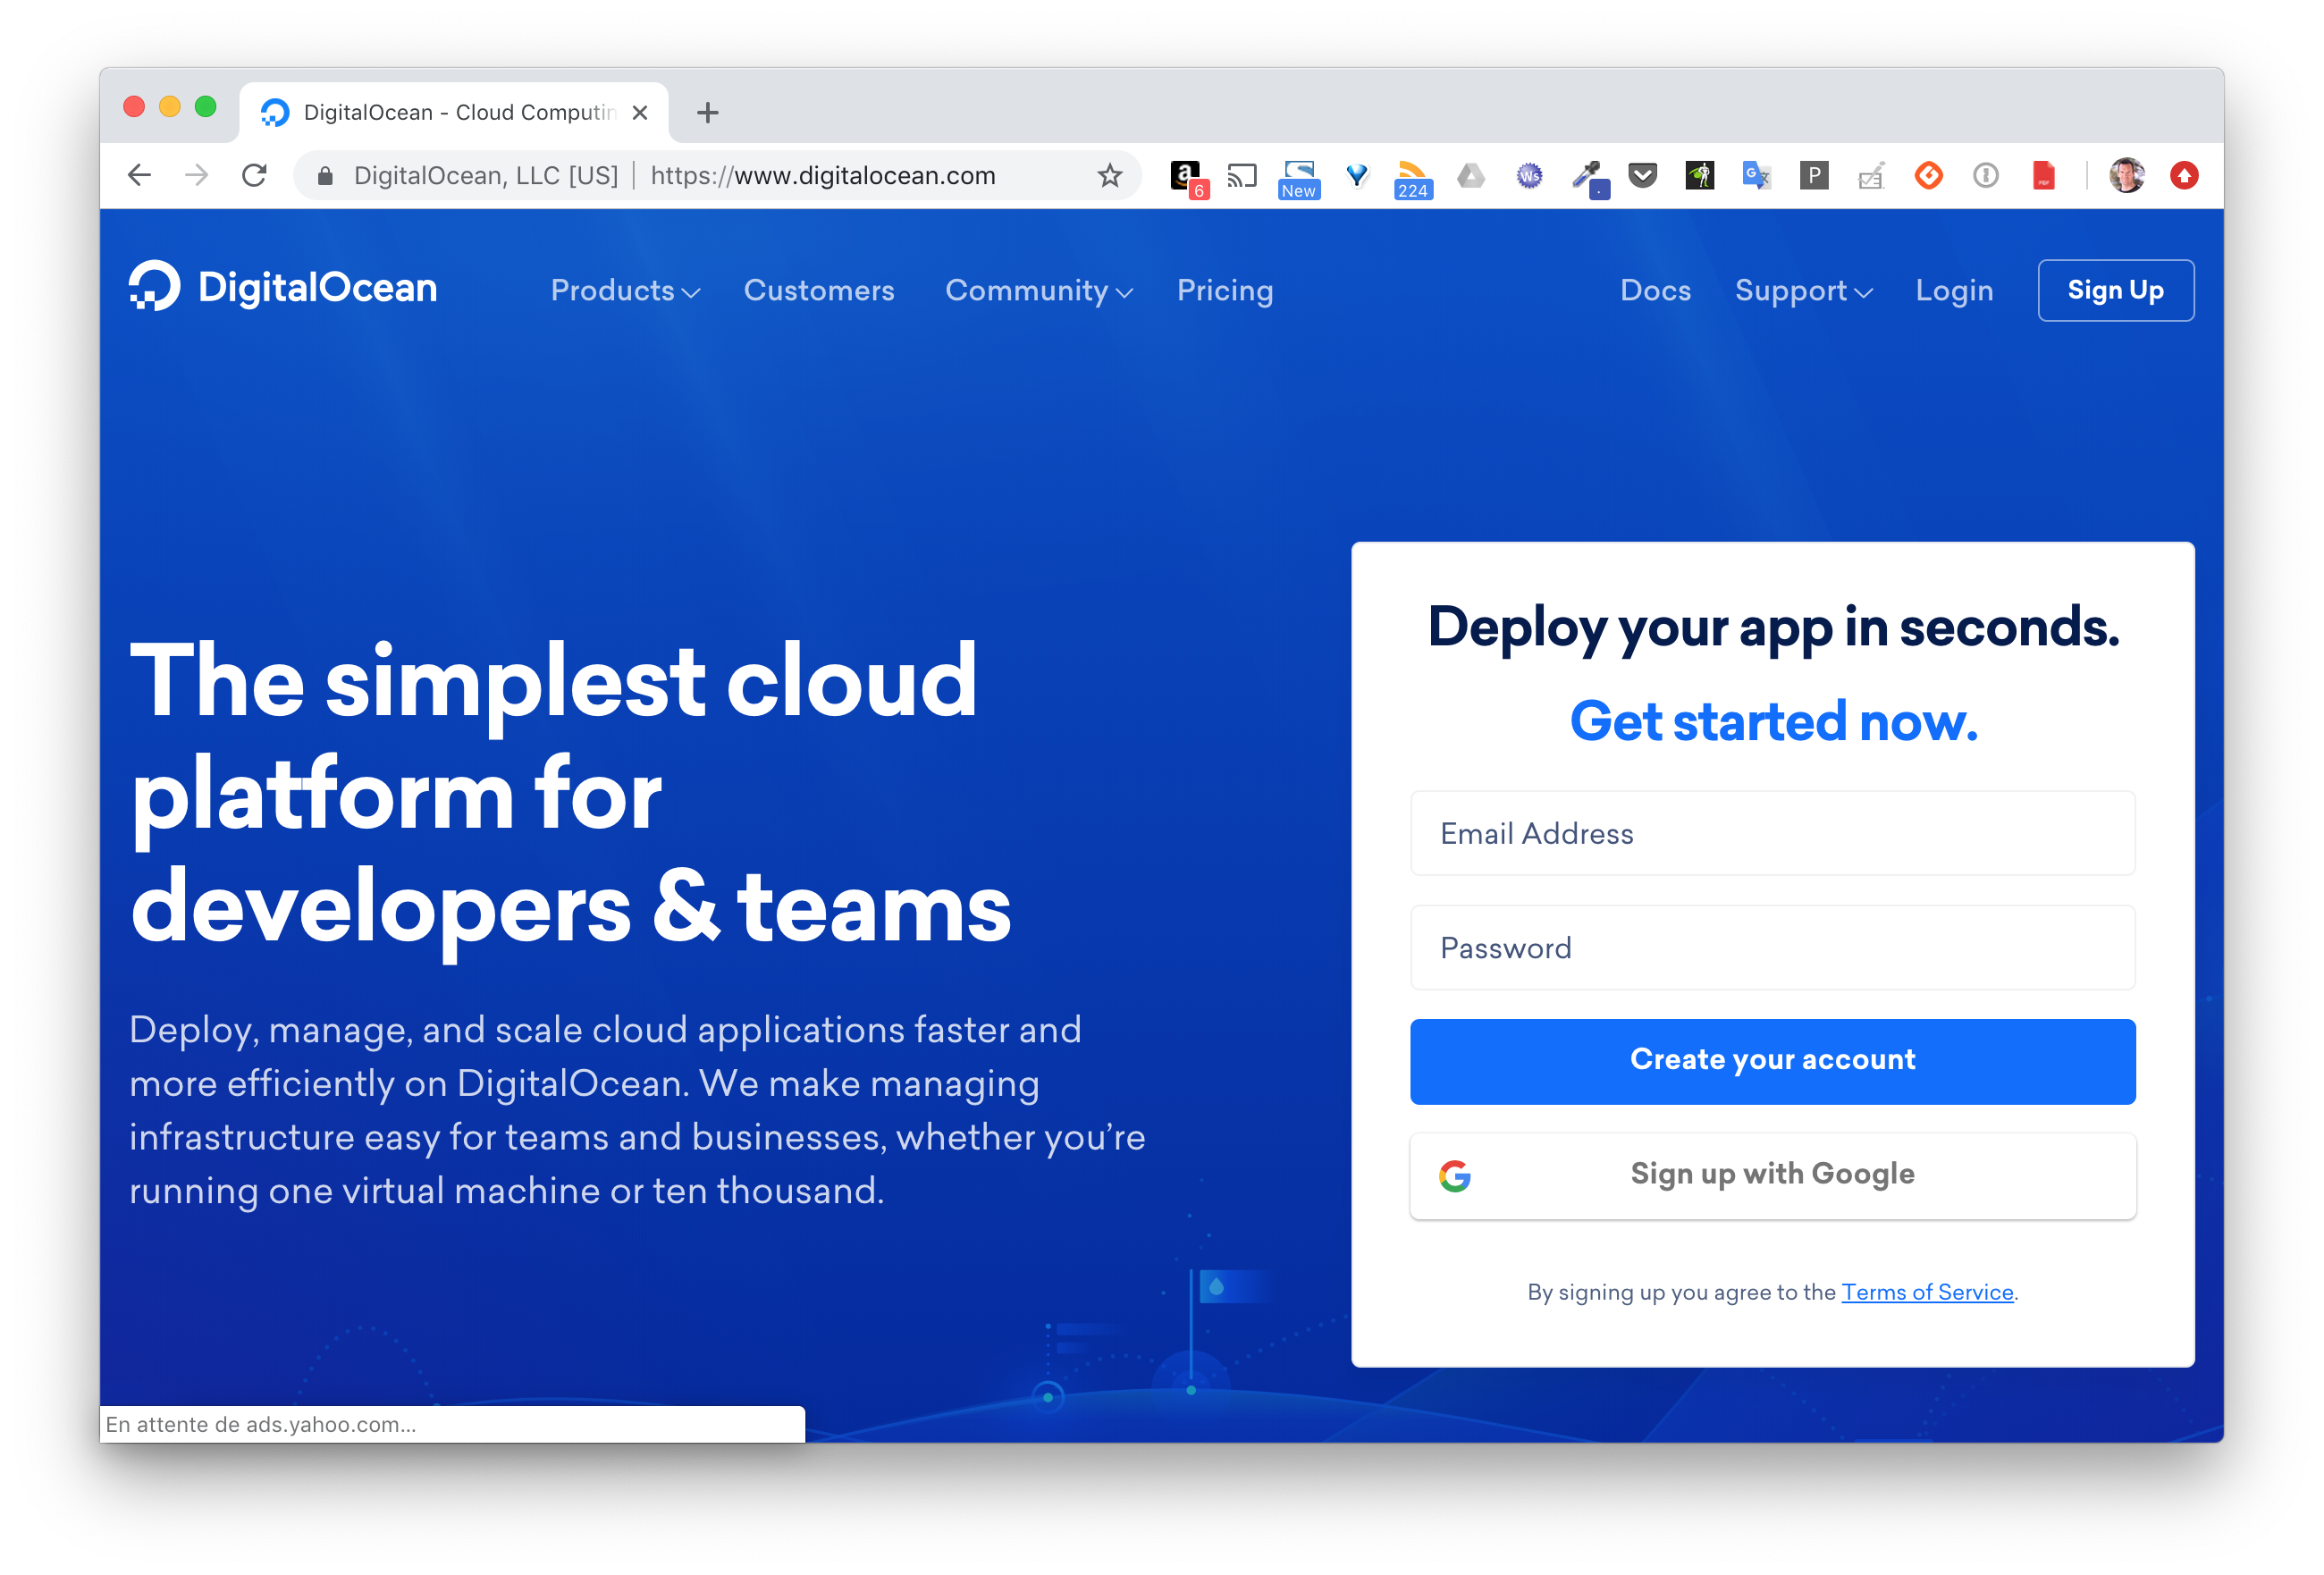 DigitalOcean - Cloud Computin
DigitalOcean, LLC [US] | https://www.digitalocean.com
a 6 New 224 Ws . G P PDF
DigitalOcean Products Customers Community Pricing Docs Support Login Sign Up
The simplest cloud
platform for
developers & teams
Deploy, manage, and scale cloud applications faster and
more efficiently on DigitalOcean. We make managing
infrastructure easy for teams and businesses, whether you’re
running one virtual machine or ten thousand.
Deploy your app in seconds.
Get started now.
Email Address
Password
Create your account
Sign up with Google
By signing up you agree to the Terms of Service.
En attente de ads.yahoo.com...